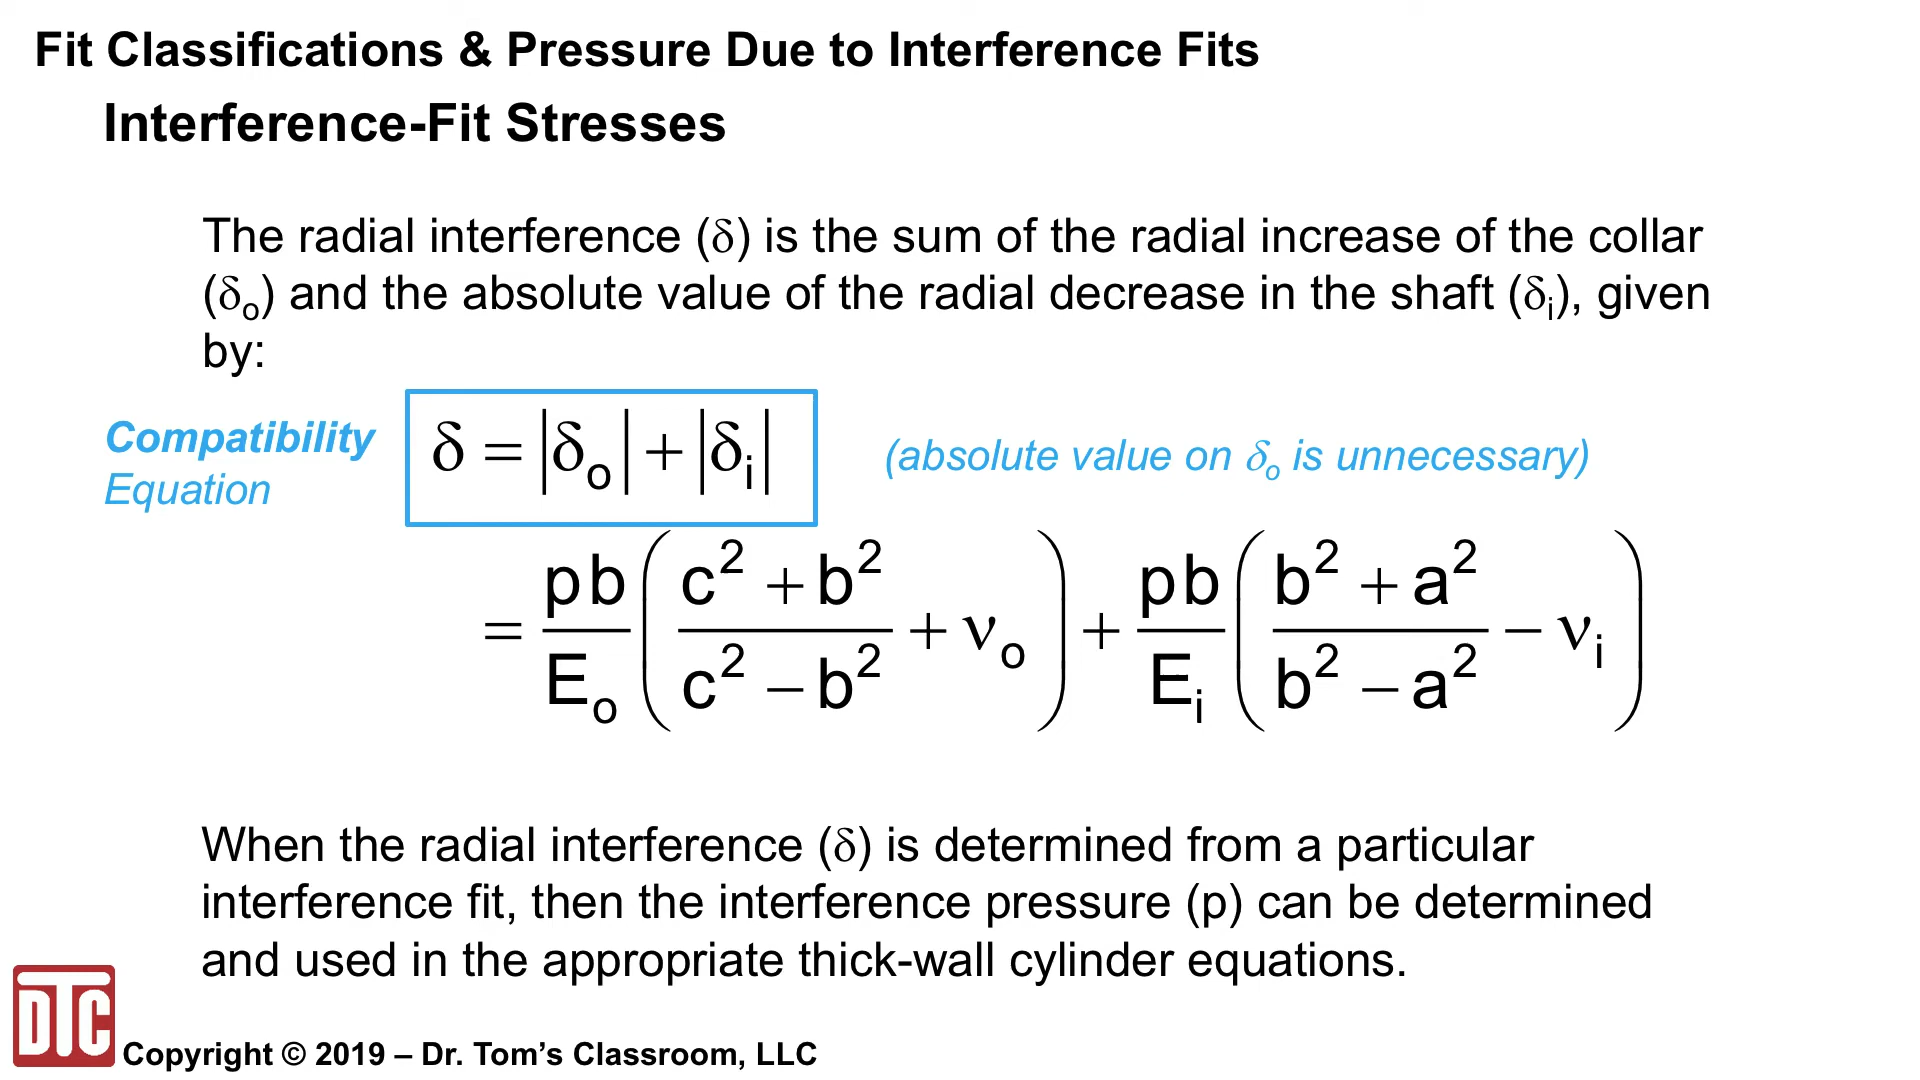 Fit Classifications & Pressure Due to Interference Fits
Interference-Fit Stresses
The radial interference (δ) is the sum of the radial increase of the collar
(δₒ) and the absolute value of the radial decrease in the shaft (δᵢ), given
by:
Compatibility
Equation
δ = |δₒ| + |δᵢ|
(absolute value on δₒ is unnecessary)
= pb/Eₒ ((c² + b²)/(c² − b²) + νₒ) + pb/Eᵢ ((b² + a²)/(b² − a²) − νᵢ)
When the radial interference (δ) is determined from a particular
interference fit, then the interference pressure (p) can be determined
and used in the appropriate thick-wall cylinder equations.
DTC
Copyright © 2019 – Dr. Tom’s Classroom, LLC